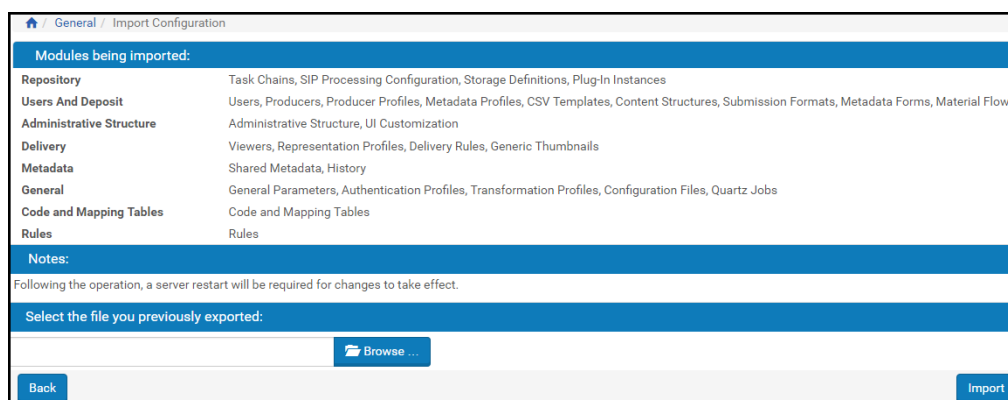 / General / Import Configuration
Modules being imported:
Repository Task Chains, SIP Processing Configuration, Storage Definitions, Plug-In Instances
Users And Deposit Users, Producers, Producer Profiles, Metadata Profiles, CSV Templates, Content Structures, Submission Formats, Metadata Forms, Material Flow
Administrative Structure Administrative Structure, UI Customization
Delivery Viewers, Representation Profiles, Delivery Rules, Generic Thumbnails
Metadata Shared Metadata, History
General General Parameters, Authentication Profiles, Transformation Profiles, Configuration Files, Quartz Jobs
Code and Mapping Tables Code and Mapping Tables
Rules Rules
Notes:
Following the operation, a server restart will be required for changes to take effect.
Select the file you previously exported:
Browse ...
Back Import